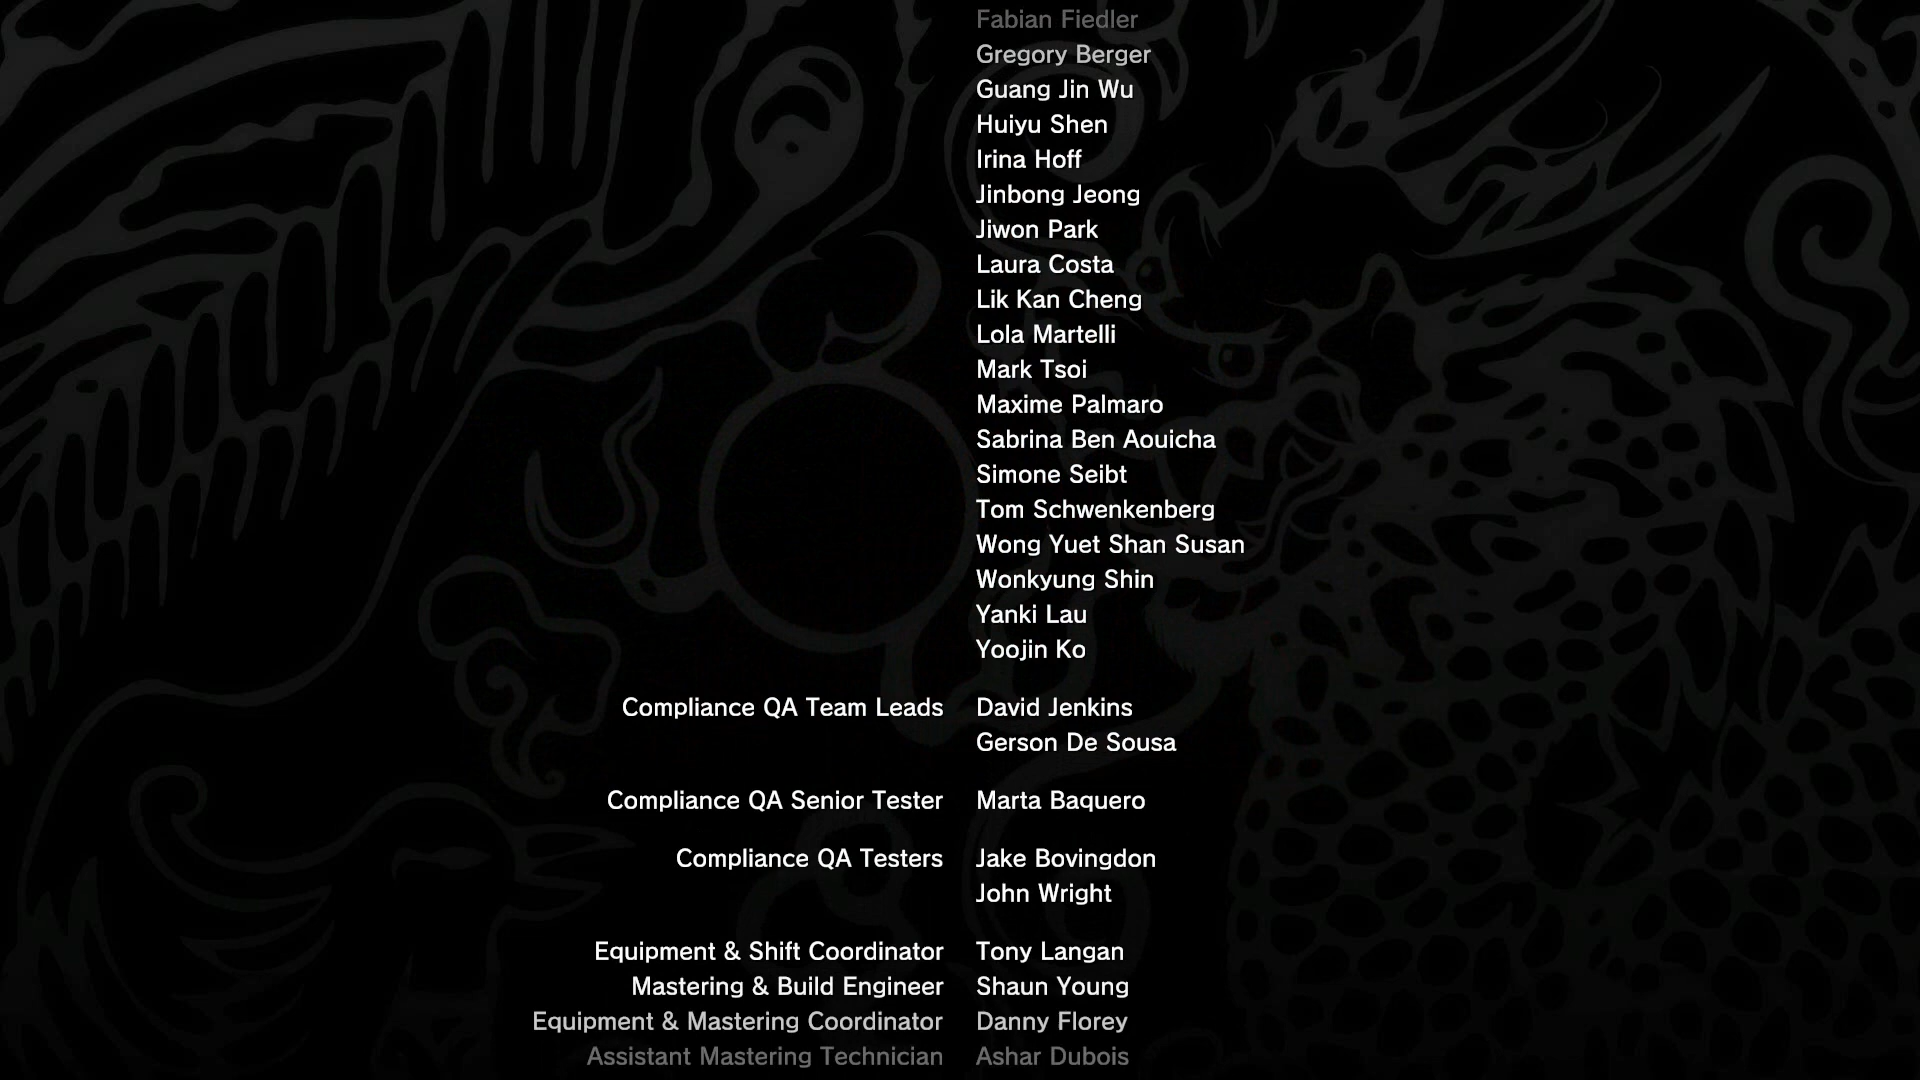 Fabian Fiedler
Gregory Berger
Guang Jin Wu
Huiyu Shen
Irina Hoff
Jinbong Jeong
Jiwon Park
Laura Costa
Lik Kan Cheng
Lola Martelli
Mark Tsoi
Maxime Palmaro
Sabrina Ben Aouicha
Simone Seibt
Tom Schwenkenberg
Wong Yuet Shan Susan
Wonkyung Shin
Yanki Lau
Yoojin Ko
Compliance QA Team Leads David Jenkins
Gerson De Sousa
Compliance QA Senior Tester Marta Baquero
Compliance QA Testers Jake Bovingdon
John Wright
Equipment & Shift Coordinator Tony Langan
Mastering & Build Engineer Shaun Young
Equipment & Mastering Coordinator Danny Florey
Assistant Mastering Technician Ashar Dubois